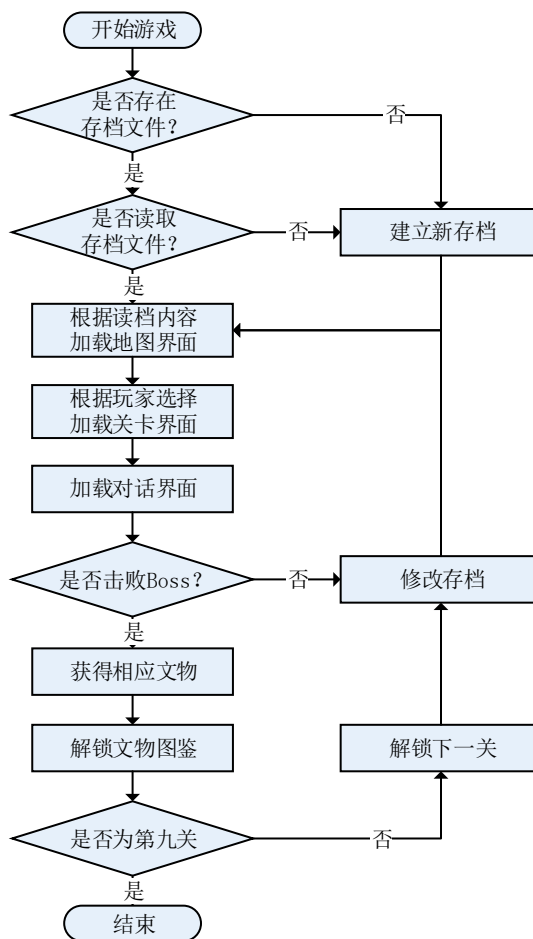 开始游戏
是否存在
存档文件？
否
是
是否读取
存档文件？
否
建立新存档
是
根据读档内容
加载地图界面
根据玩家选择
加载关卡界面
加载对话界面
是否击败Boss？
否
修改存档
是
获得相应文物
解锁文物图鉴
解锁下一关
是否为第九关
否
是
结束